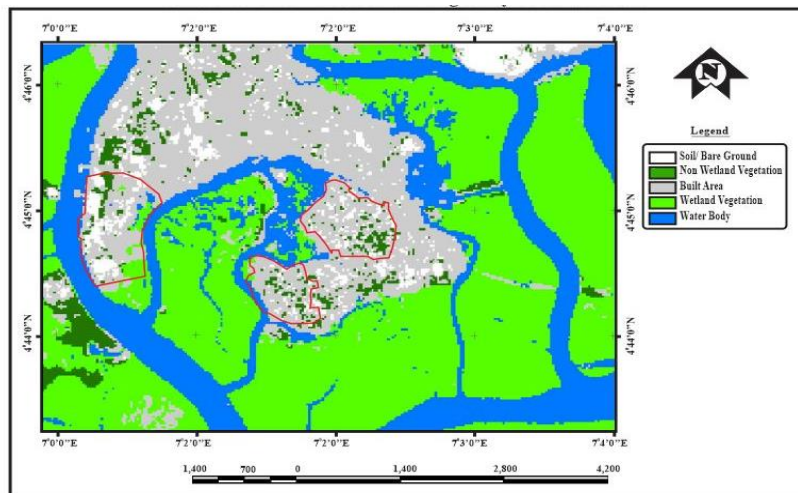 7°0'0"N 7°2'0"N 7°2'0"N 7°3'0"N 7°4'0"N
4°46'0"N 4°46'0"N
4°45'0"N 4°45'0"N
4°44'0"N 4°44'0"N
N
Legend
Soil/ Bare Ground
Non Wetland Vegetation
Built Area
Wetland Vegetation
Water Body
7°0'0"E 7°2'0"E 7°2'0"E 7°3'0"E 7°4'0"E
1,400 700 0 1,400 2,800 4,200